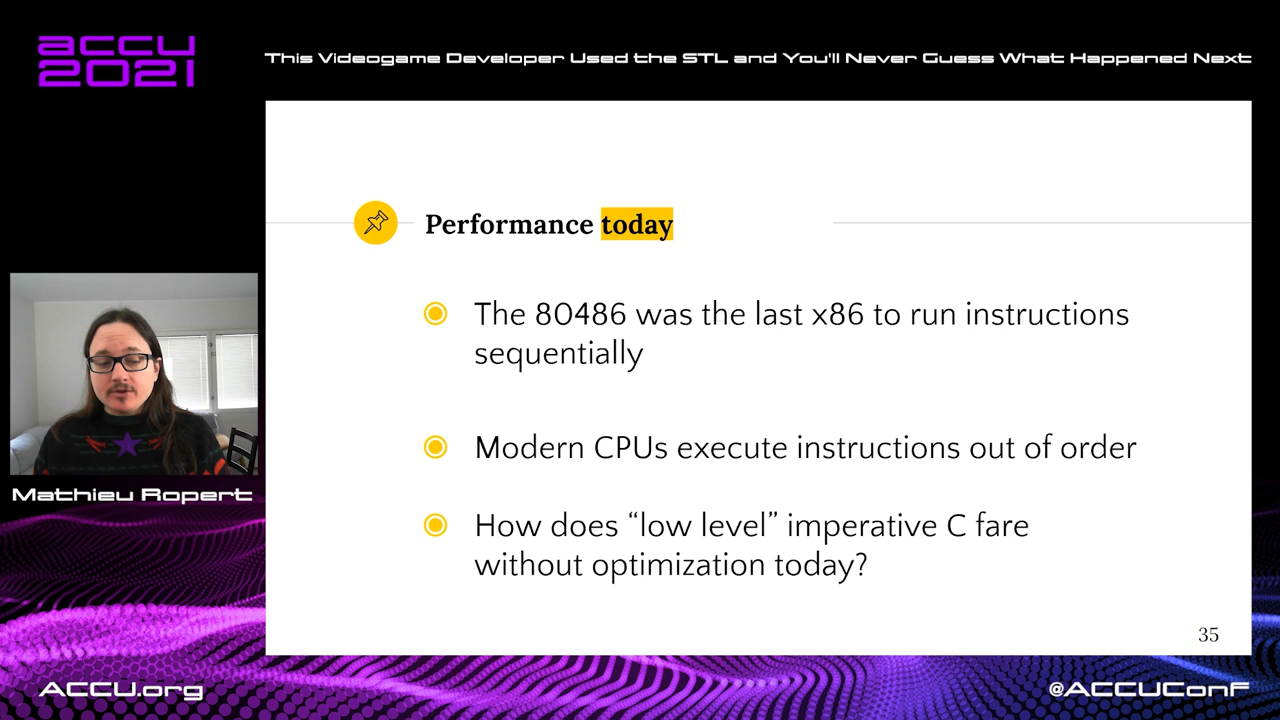 accu
2021
This Videogame Developer Used the STL and You'll Never Guess What Happened Next
Performance today
The 80486 was the last x86 to run instructions
sequentially
Modern CPUs execute instructions out of order
How does “low level” imperative C fare
without optimization today?
35
Mathieu Ropert
ACCU.org
@ACCUConf